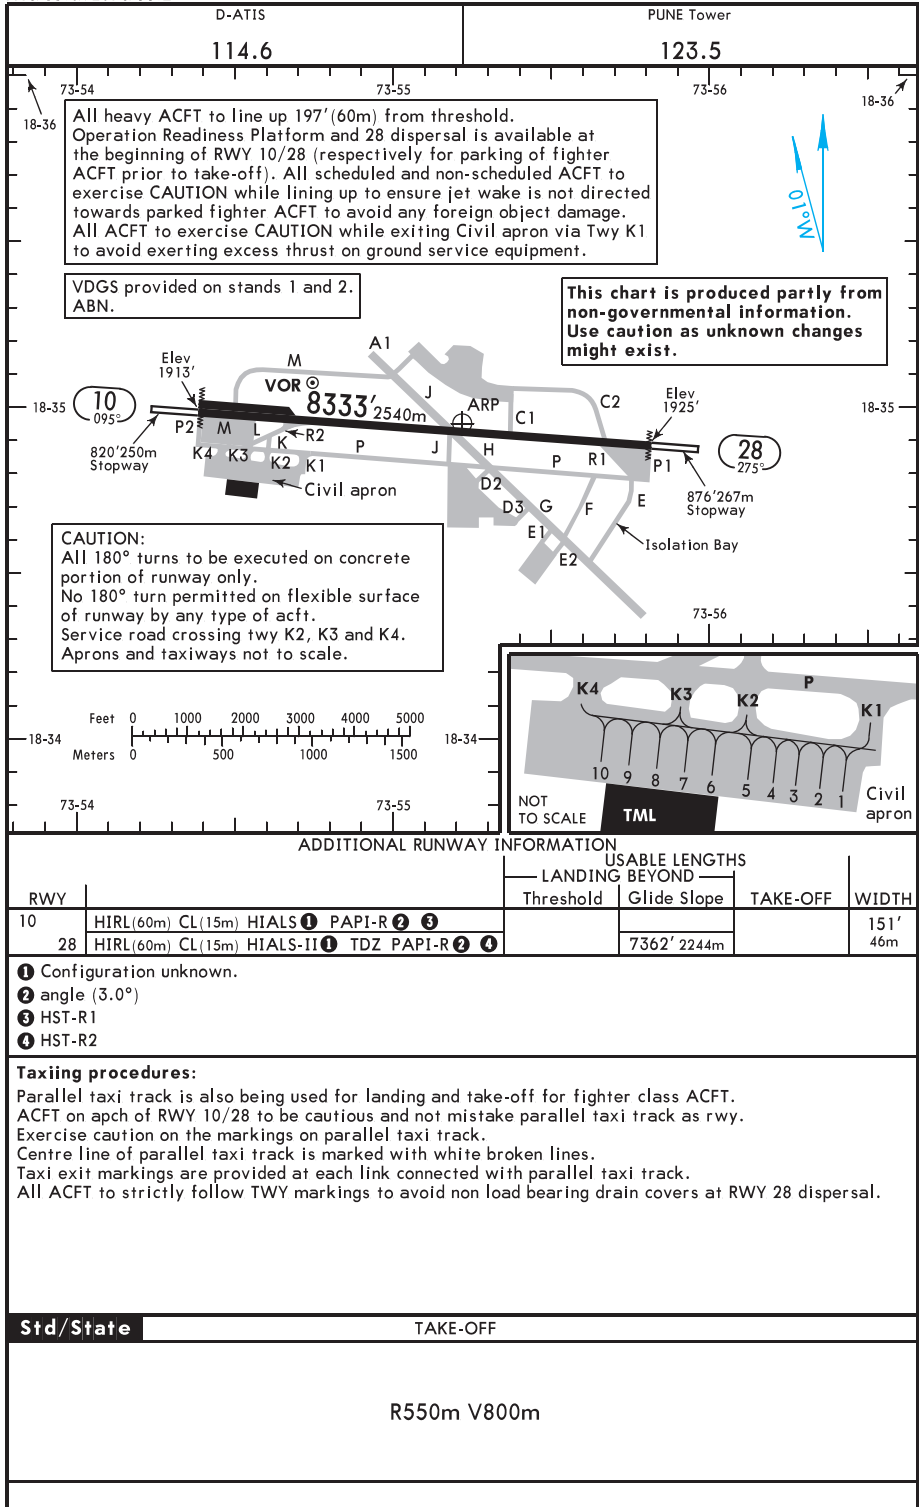 D-ATIS
PUNE Tower
114.6
123.5
73-54
73-55
73-56
18-36
18-36
All heavy ACFT to line up 197'(60m) from threshold.
Operation Readiness Platform and 28 dispersal is available at
the beginning of RWY 10/28 (respectively for parking of fighter
ACFT prior to take-off). All scheduled and non-scheduled ACFT to
exercise CAUTION while lining up to ensure jet wake is not directed
towards parked fighter ACFT to avoid any foreign object damage.
All ACFT to exercise CAUTION while exiting Civil apron via Twy K1
to avoid exerting excess thrust on ground service equipment.
01°W
VDGS provided on stands 1 and 2.
ABN.
This chart is produced partly from
non-governmental information.
Use caution as unknown changes
might exist.
A1
M
Elev
1913'
VOR
J
ARP
C1
C2
Elev
1925'
18-35
10
095°
8333' 2540m
18-35
P2
M
L
R2
K
P
J
H
P
R1
P1
28
275°
820'250m
Stopway
K4
K3
K2
K1
Civil apron
D2
D3
G
F
E
876'267m
Stopway
E1
E2
Isolation Bay
CAUTION:
All 180° turns to be executed on concrete
portion of runway only.
No 180° turn permitted on flexible surface
of runway by any type of acft.
Service road crossing twy K2, K3 and K4.
Aprons and taxiways not to scale.
73-56
Feet 0 1000 2000 3000 4000 5000
Meters 0 500 1000 1500
18-34
18-34
73-54
73-55
K4
K3
K2
P
K1
10 9 8 7 6 5 4 3 2 1
Civil
apron
NOT
TO SCALE
TML
ADDITIONAL RUNWAY INFORMATION
USABLE LENGTHS
LANDING BEYOND
RWY Threshold Glide Slope TAKE-OFF WIDTH
10 HIRL(60m) CL(15m) HIALS ❶ PAPI-R ❷ ❸ 151'
28 HIRL(60m) CL(15m) HIALS-II ❶ TDZ PAPI-R ❷ ❹ 7362' 2244m 46m
❶ Configuration unknown.
❷ angle (3.0°)
❸ HST-R1
❹ HST-R2
Taxiing procedures:
Parallel taxi track is also being used for landing and take-off for fighter class ACFT.
ACFT on apch of RWY 10/28 to be cautious and not mistake parallel taxi track as rwy.
Exercise caution on the markings on parallel taxi track.
Centre line of parallel taxi track is marked with white broken lines.
Taxi exit markings are provided at each link connected with parallel taxi track.
All ACFT to strictly follow TWY markings to avoid non load bearing drain covers at RWY 28 dispersal.
Std/State TAKE-OFF
R550m V800m